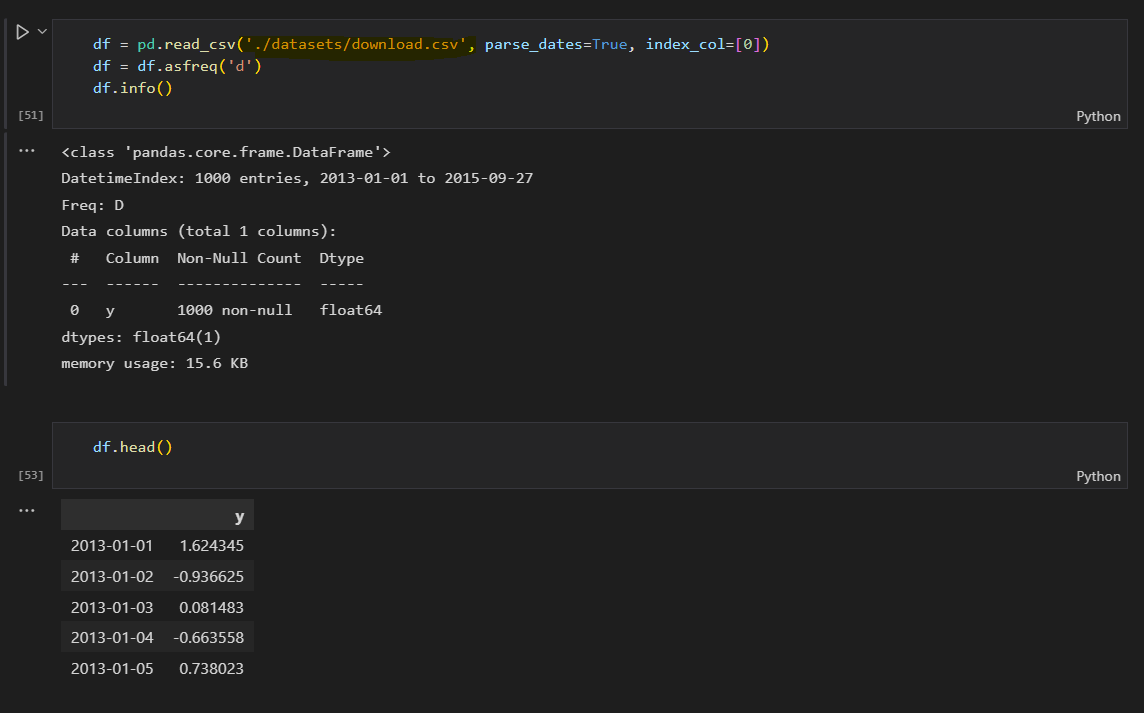 df = pd.read_csv('./datasets/download.csv', parse_dates=True, index_col=[0])
df = df.asfreq('d')
df.info()
[51]
Python
...
<class 'pandas.core.frame.DataFrame'>
DatetimeIndex: 1000 entries, 2013-01-01 to 2015-09-27
Freq: D
Data columns (total 1 columns):
 #   Column  Non-Null Count  Dtype
---  ------  --------------  -----
 0   y       1000 non-null   float64
dtypes: float64(1)
memory usage: 15.6 KB
df.head()
[53]
Python
...
y
2013-01-01 1.624345
2013-01-02 -0.936625
2013-01-03 0.081483
2013-01-04 -0.663558
2013-01-05 0.738023